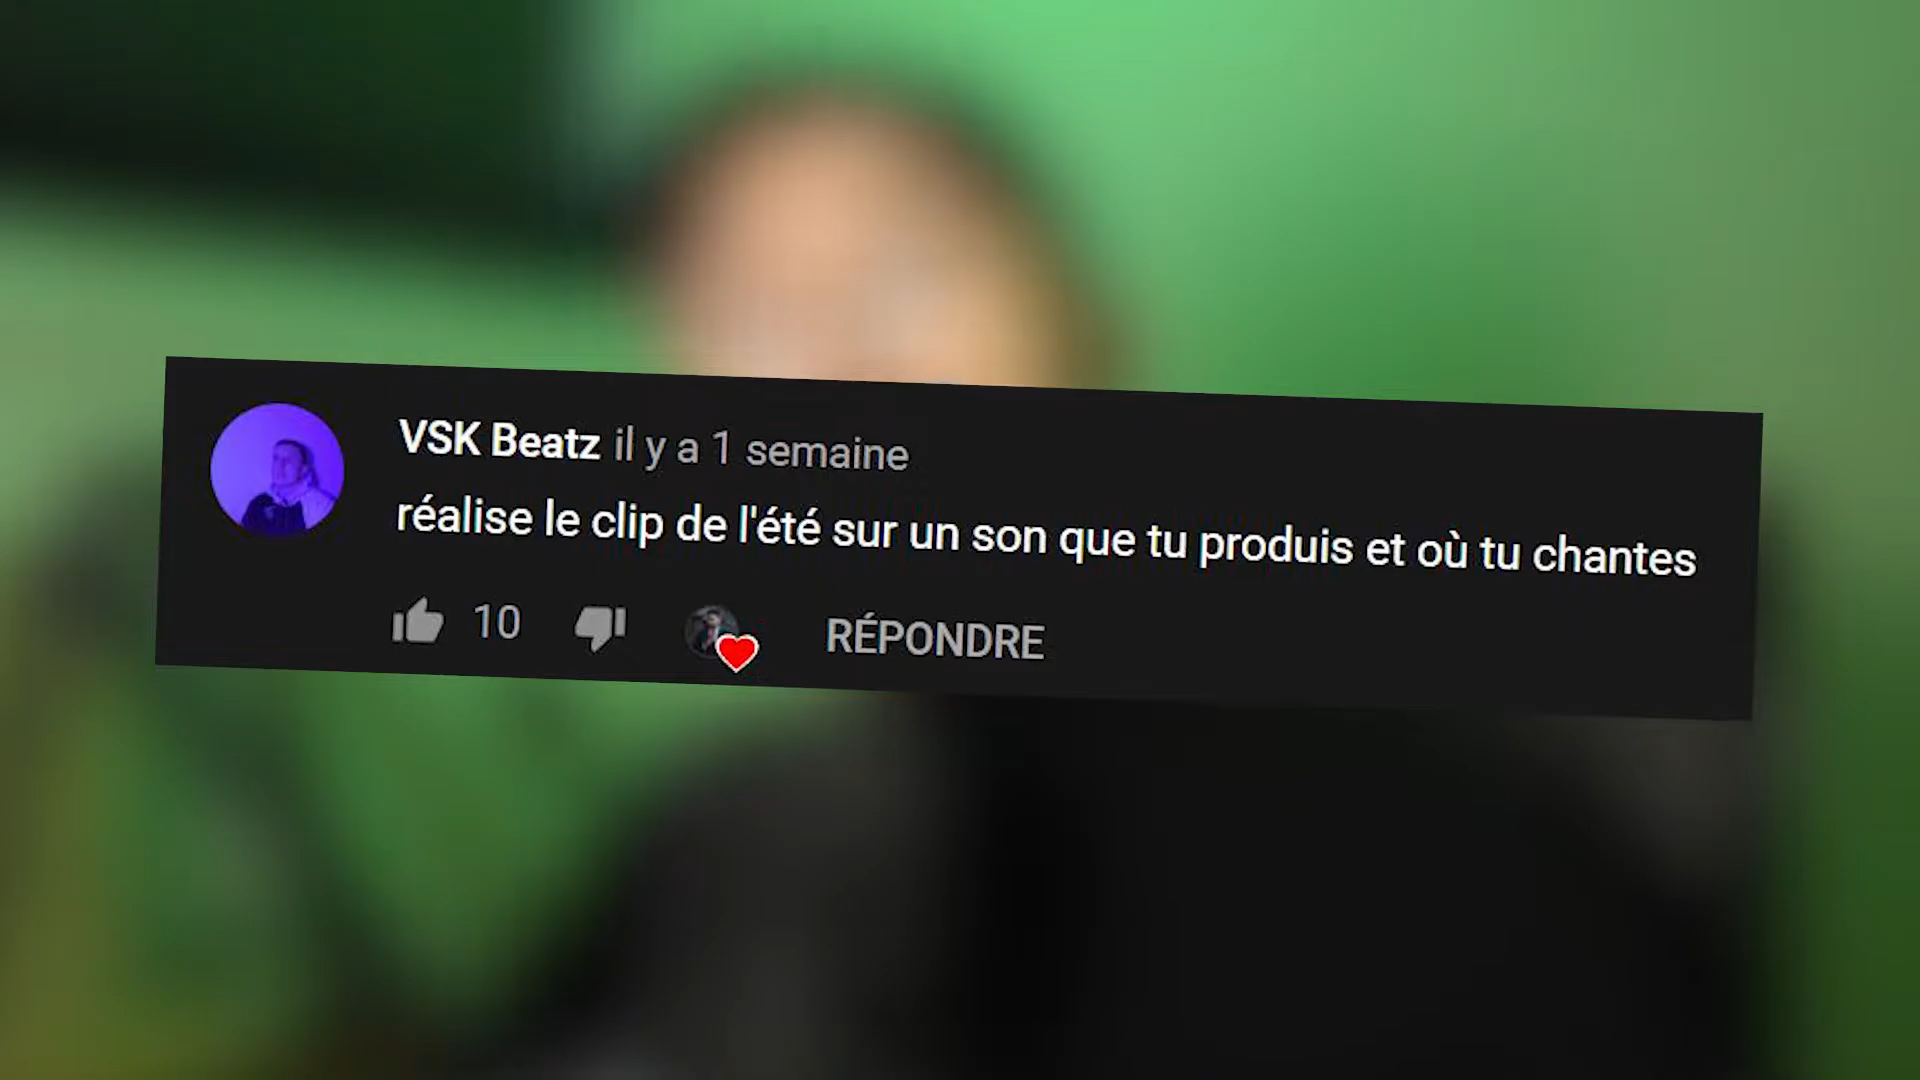 VSK Beatz il y a 1 semaine
réalise le clip de l'été sur un son que tu produis et où tu chantes
10 RÉPONDRE